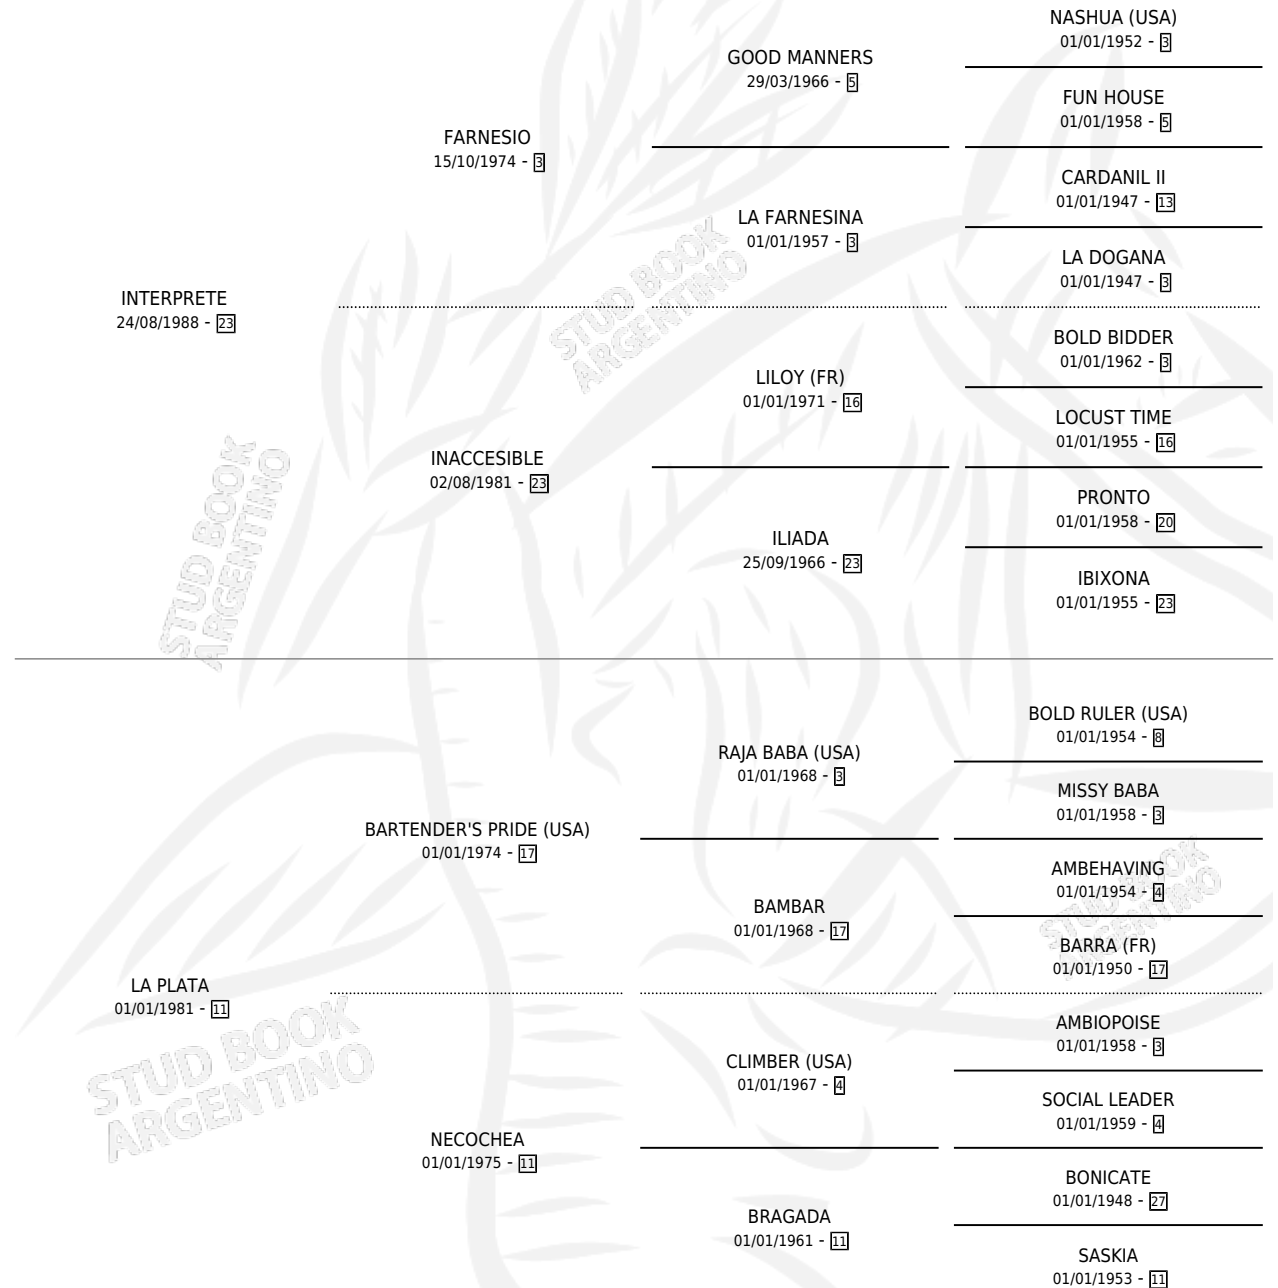 NASHUA (USA)
01/01/1952 - 3
GOOD MANNERS
29/03/1966 - 5
FUN HOUSE
01/01/1958 - 5
FARNESIO
15/10/1974 - 3
CARDANIL II
01/01/1947 - 13
LA FARNESINA
01/01/1957 - 3
LA DOGANA
01/01/1947 - 3
INTERPRETE
24/08/1988 - 23
BOLD BIDDER
01/01/1962 - 3
LILOY (FR)
01/01/1971 - 16
LOCUST TIME
01/01/1955 - 16
INACCESIBLE
02/08/1981 - 23
PRONTO
01/01/1958 - 20
ILIADA
25/09/1966 - 23
IBIXONA
01/01/1955 - 23
STUD BOOK
ARGENTINO
STUD BOOK
ARGENTINO
BOLD RULER (USA)
01/01/1954 - 8
RAJA BABA (USA)
01/01/1968 - 3
MISSY BABA
01/01/1958 - 3
BARTENDER'S PRIDE (USA)
01/01/1974 - 17
AMBEHAVING
01/01/1954 - 4
BAMBAR
01/01/1968 - 17
BARRA (FR)
01/01/1950 - 17
LA PLATA
01/01/1981 - 11
AMBIOPOISE
01/01/1958 - 3
CLIMBER (USA)
01/01/1967 - 4
SOCIAL LEADER
01/01/1959 - 4
NECOCHEA
01/01/1975 - 11
BONICATE
01/01/1948 - 27
BRAGADA
01/01/1961 - 11
SASKIA
01/01/1953 - 11
STUD BOOK
ARGENTINO
STUD BOOK
ARGENTINO